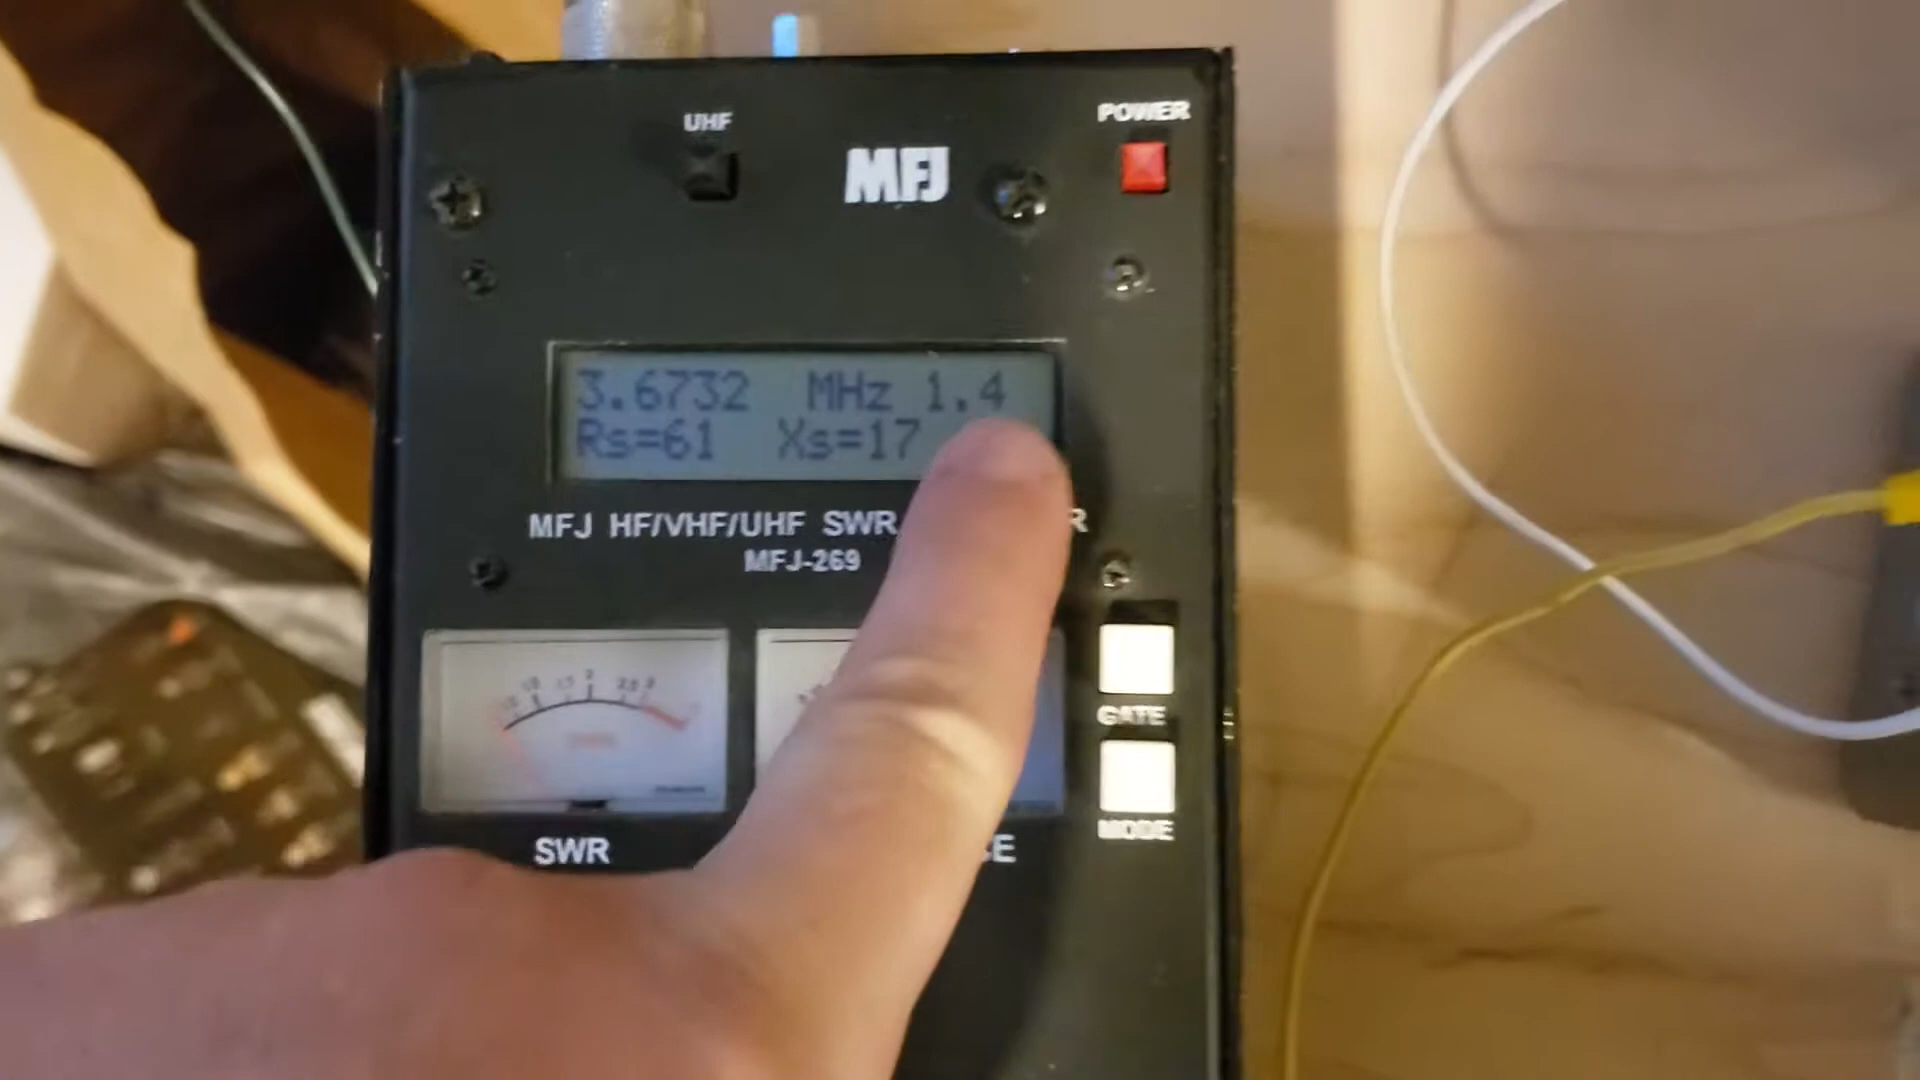 UHF
POWER
MFJ
3.6732 MHz 1.4
Rs=61 Xs=17
MFJ HF/VHF/UHF SWR
MFJ-269
GATE
MODE
SWR